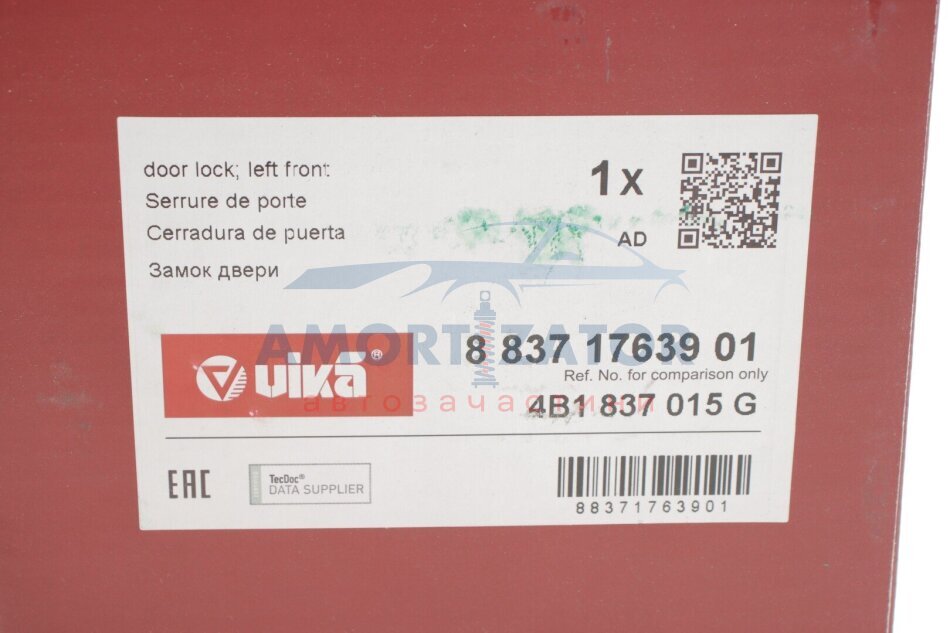 door lock; left front
Serrure de porte
Cerradura de puerta
Замок двери
1x
AD
AMORTIZATOR
автозачастини
vika®
8 837 17639 01
Ref. No. for comparison only
4B1 837 015 G
EAC
TecDoc®
DATA SUPPLIER
88371763901